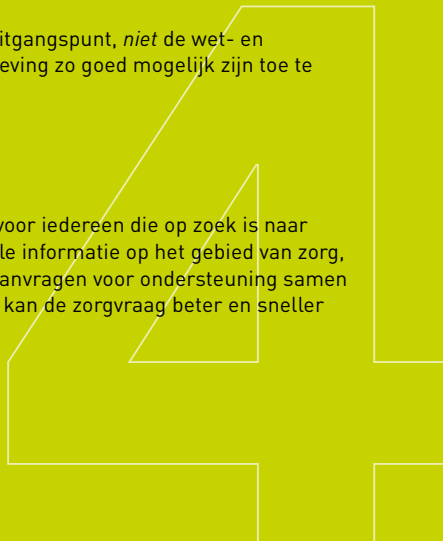 itgangspunt, niet de wet- en
eving zo goed mogelijk zijn toe te
voor iedereen die op zoek is naar
le informatie op het gebied van zorg,
anvragen voor ondersteuning samen
kan de zorgvraag beter en sneller
4